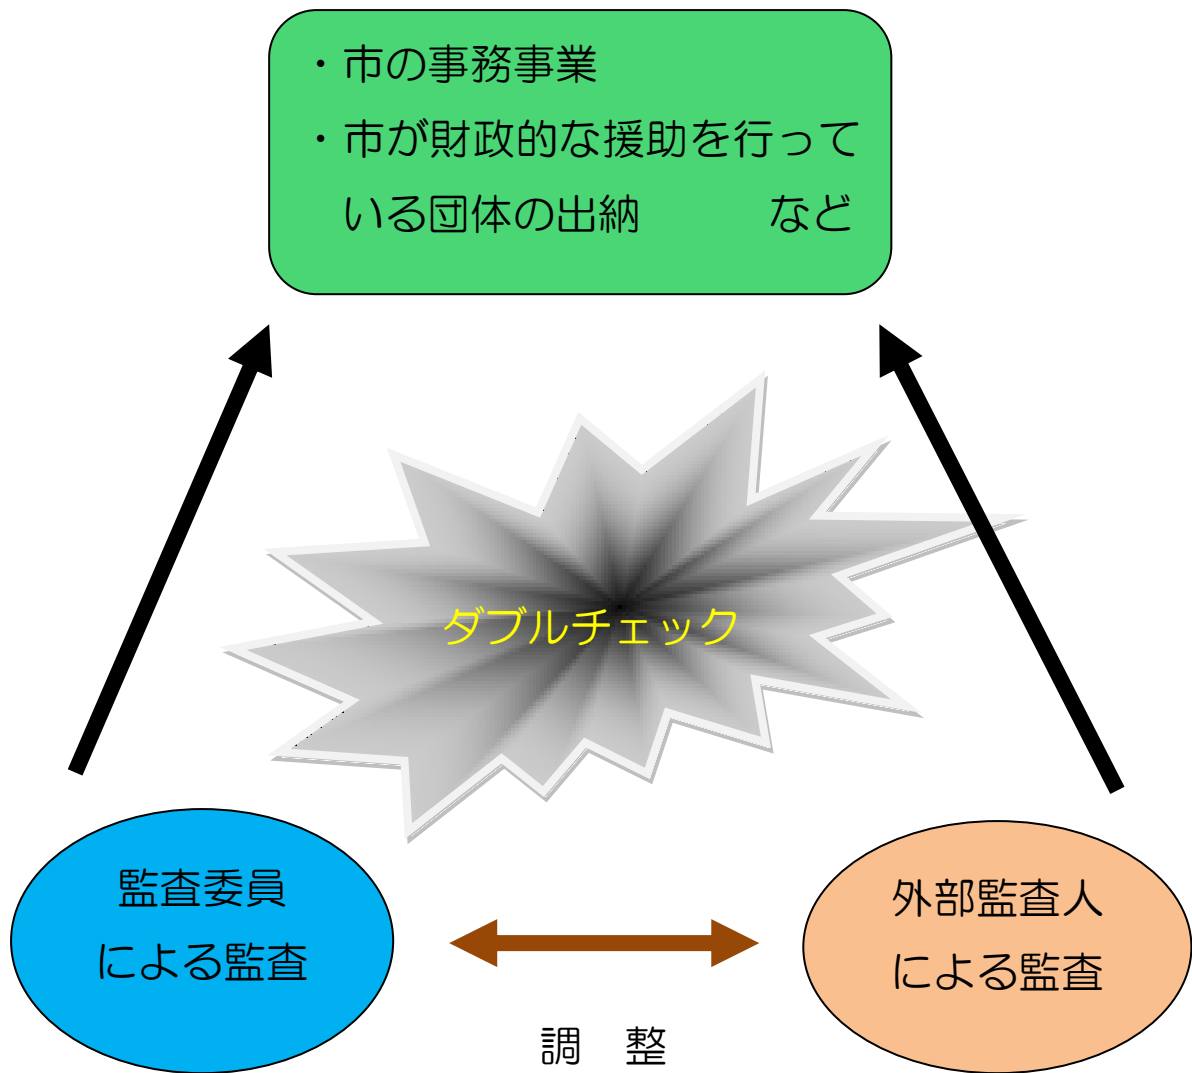 ・市の事務事業
・市が財政的な援助を行って
いる団体の出納　　　など
ダブルチェック
監査委員
による監査
外部監査人
による監査
調　整